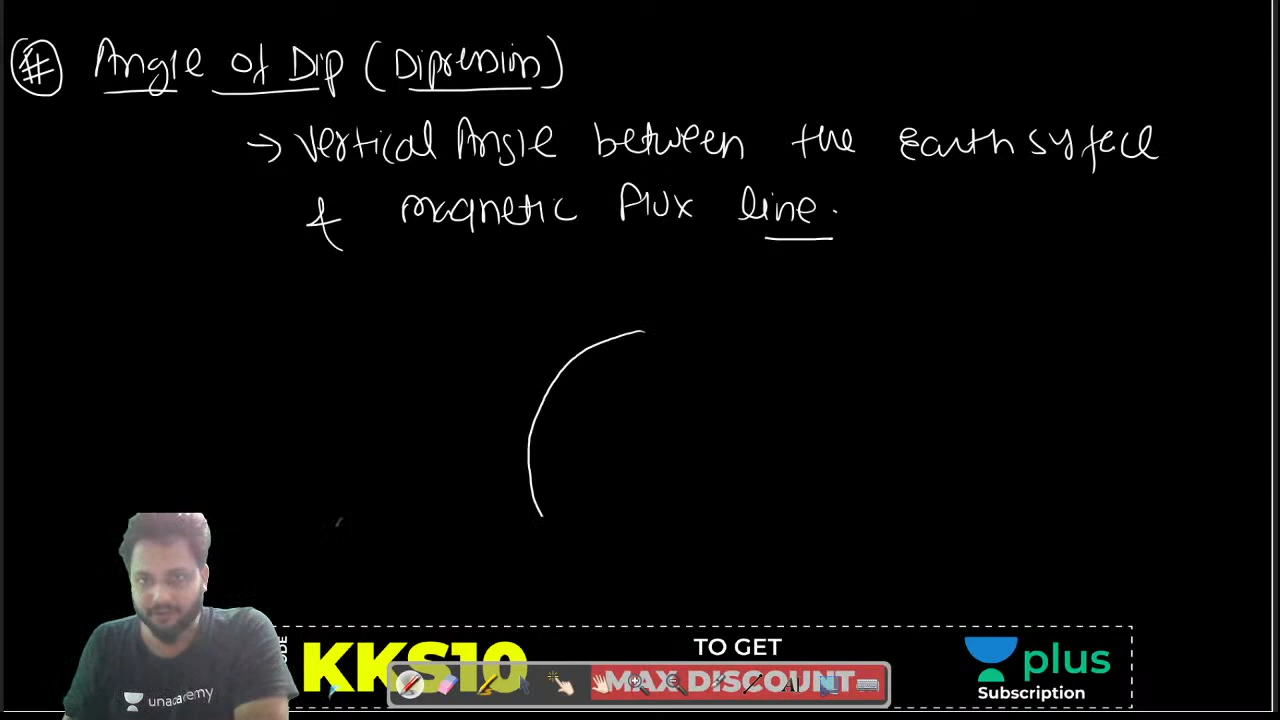 # Angle of Dip (Dipression)
→ Vertical Angle between the Earth surface
& magnetic flux line.
KKS10
TO GET
MAX DISCOUNT
plus
Subscription
unacademy